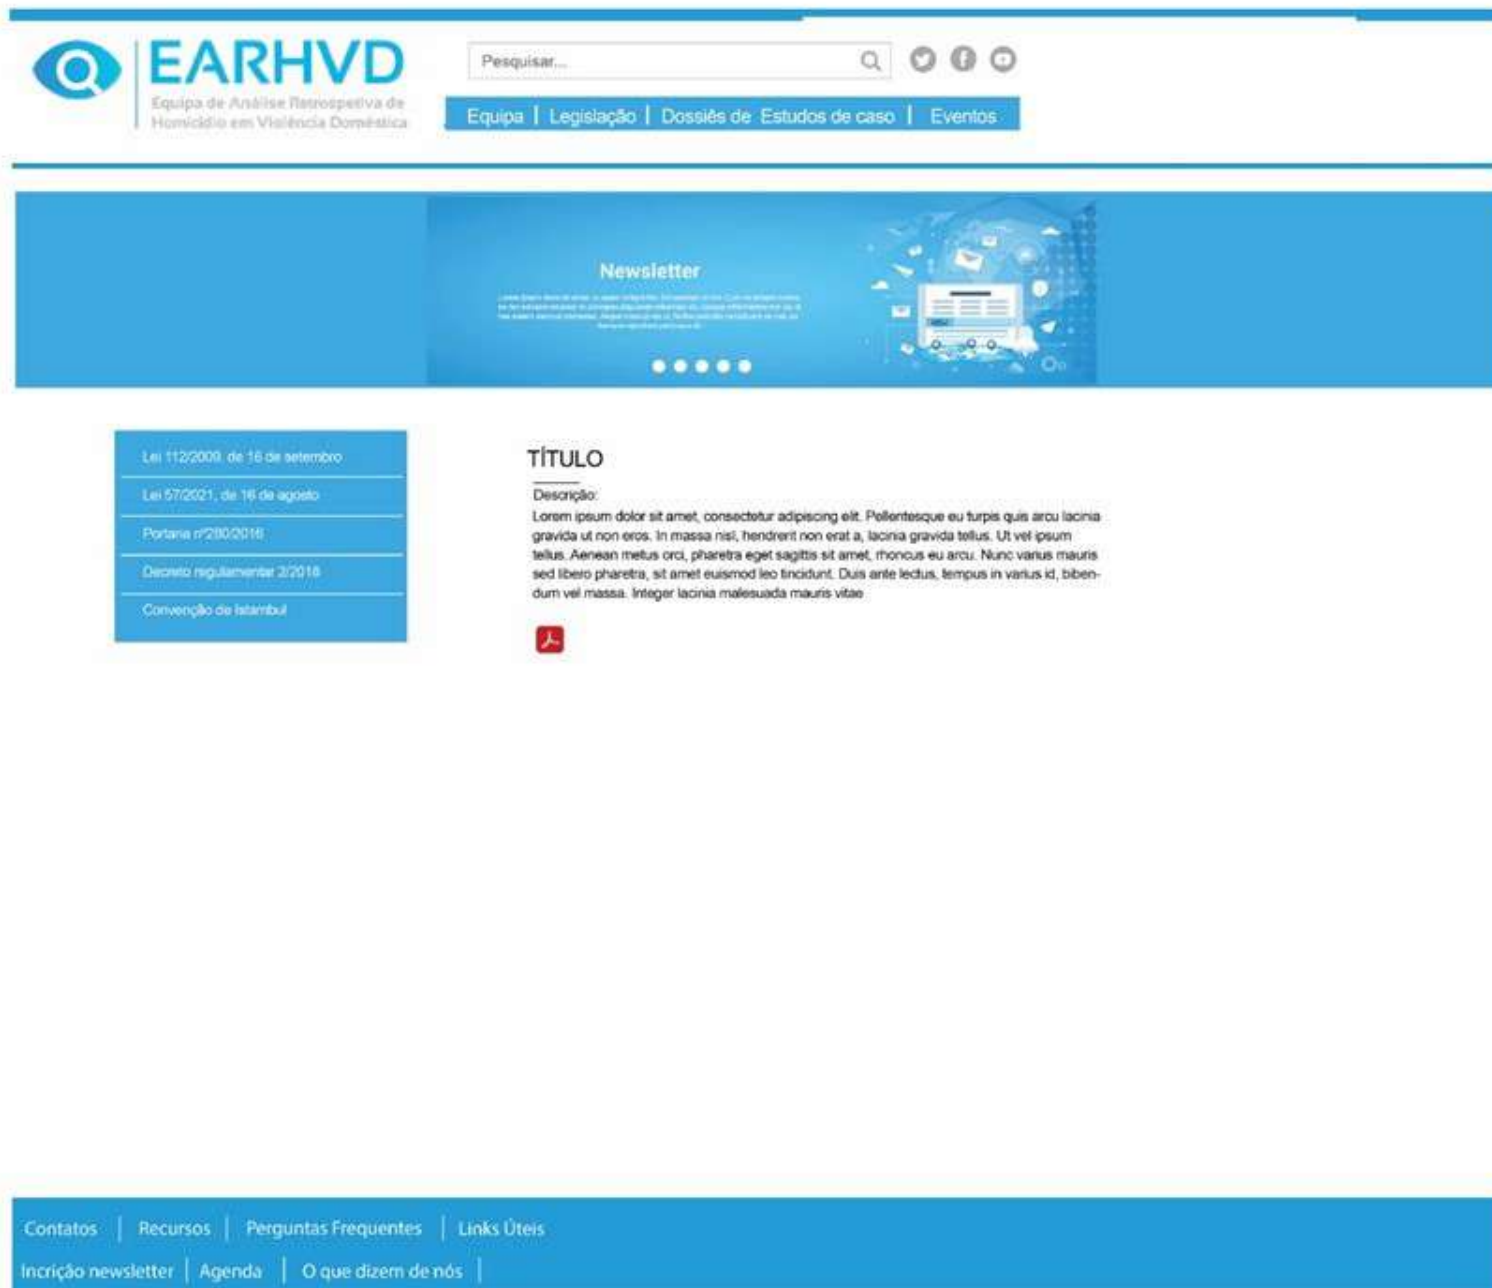 EARHVD
Equipa de Análise Retrospetiva de
Homicídio em Violência Doméstica
Pesquisar...
Equipa | Legislação | Dossiês de Estudos de caso | Eventos
Newsletter
Lei 112/2009, de 16 de setembro
Lei 57/2021, de 16 de agosto
Portaria nº280/2016
Decreto regulamentar 2/2018
Convenção de Istambul
TÍTULO
Descrição:
Lorem ipsum dolor sit amet, consectetur adipiscing elit. Pellentesque eu turpis quis arcu lacinia
gravida ut non eros. In massa nisl, hendrerit non erat a, lacinia gravida tellus. Ut vel ipsum
tellus. Aenean metus orci, pharetra eget sagittis sit amet, rhoncus eu arcu. Nunc varius mauris
sed libero pharetra, sit amet euismod leo tincidunt. Duis ante lectus, tempus in varius id, biben-
dum vel massa. Integer lacinia malesuada mauris vitae
Contatos | Recursos | Perguntas Frequentes | Links Úteis
Incrição newsletter | Agenda | O que dizem de nós |